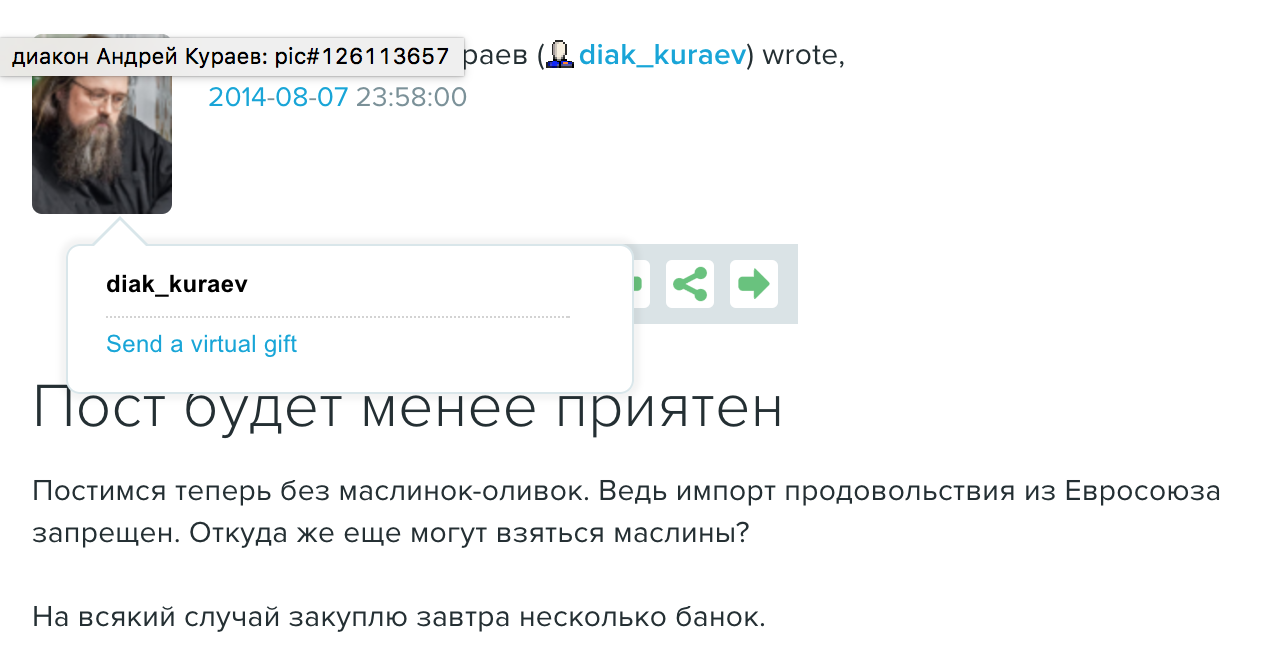 диакон Андрей Кураев: pic#126113657
раев (diak_kuraev) wrote,
2014-08-07 23:58:00
diak_kuraev
Send a virtual gift
Пост будет менее приятен
Постимся теперь без маслинок-оливок. Ведь импорт продовольствия из Евросоюза
запрещен. Откуда же еще могут взяться маслины?
На всякий случай закуплю завтра несколько банок.